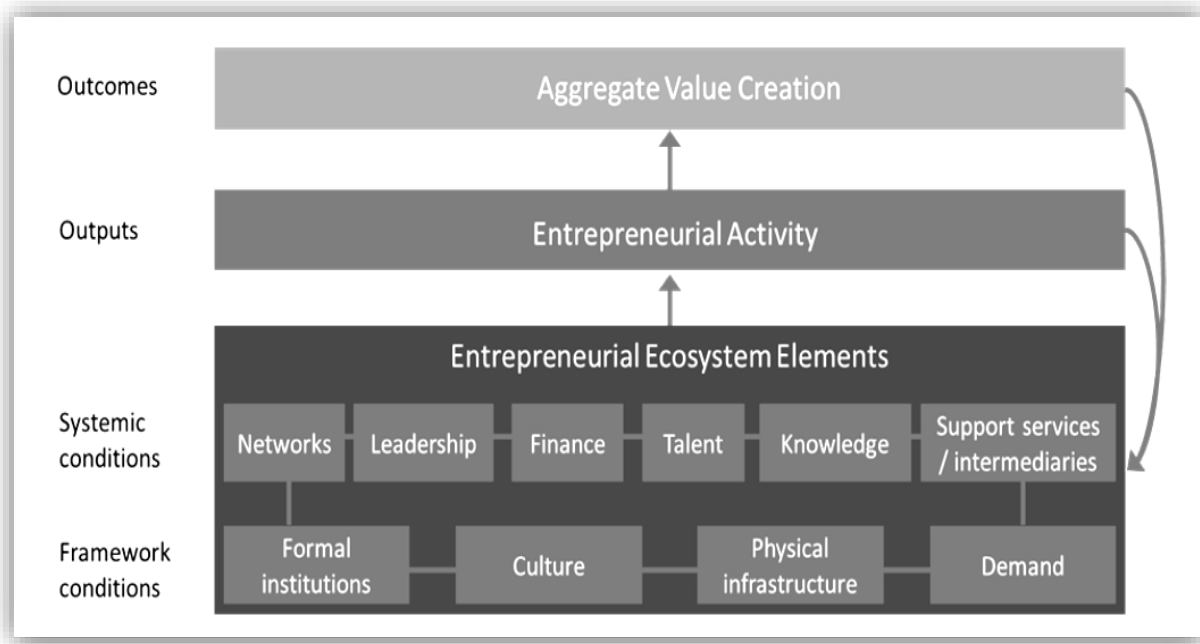 Outcomes
Aggregate Value Creation
Outputs
Entrepreneurial Activity
Entrepreneurial Ecosystem Elements
Systemic
conditions
Networks
Leadership
Finance
Talent
Knowledge
Support services
/ intermediaries
Framework
conditions
Formal
institutions
Culture
Physical
infrastructure
Demand